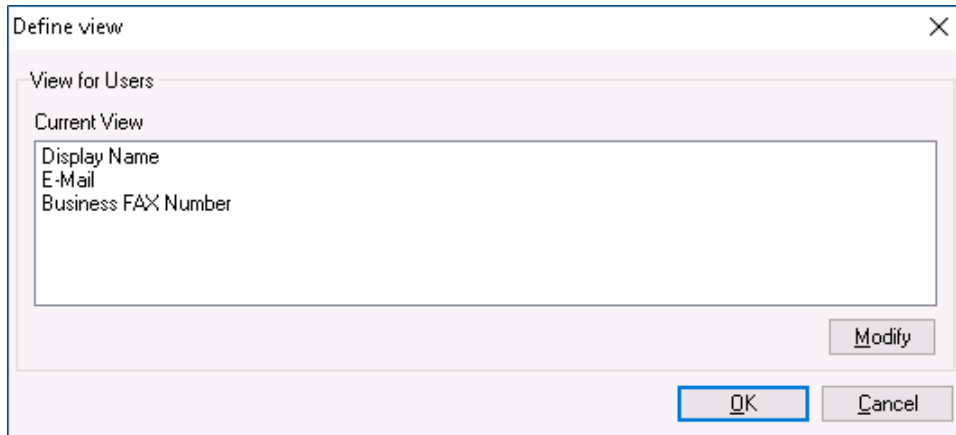 Define view
View for Users
Current View
Display Name
E-Mail
Business FAX Number
Modify
OK
Cancel